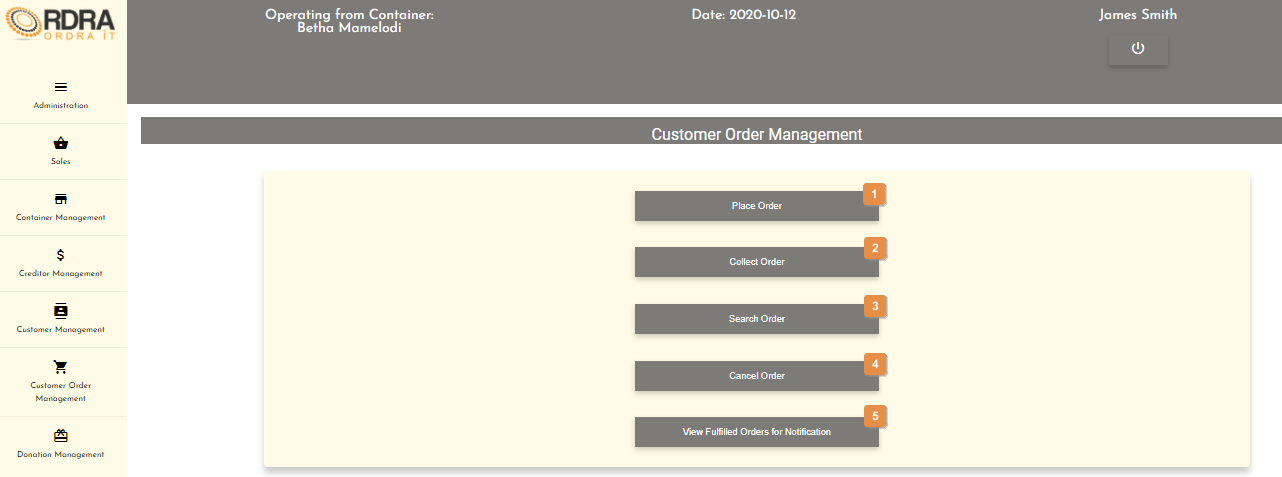 ORDRA
ORDRA IT
Operating from Container:
Betha Mamelodi
Date: 2020-10-12
James Smith
Administration
Sales
Container Management
Creditor Management
Customer Management
Customer Order
Management
Donation Management
Customer Order Management
Place Order
1
Collect Order
2
Search Order
3
Cancel Order
4
View Fulfilled Orders for Notification
5